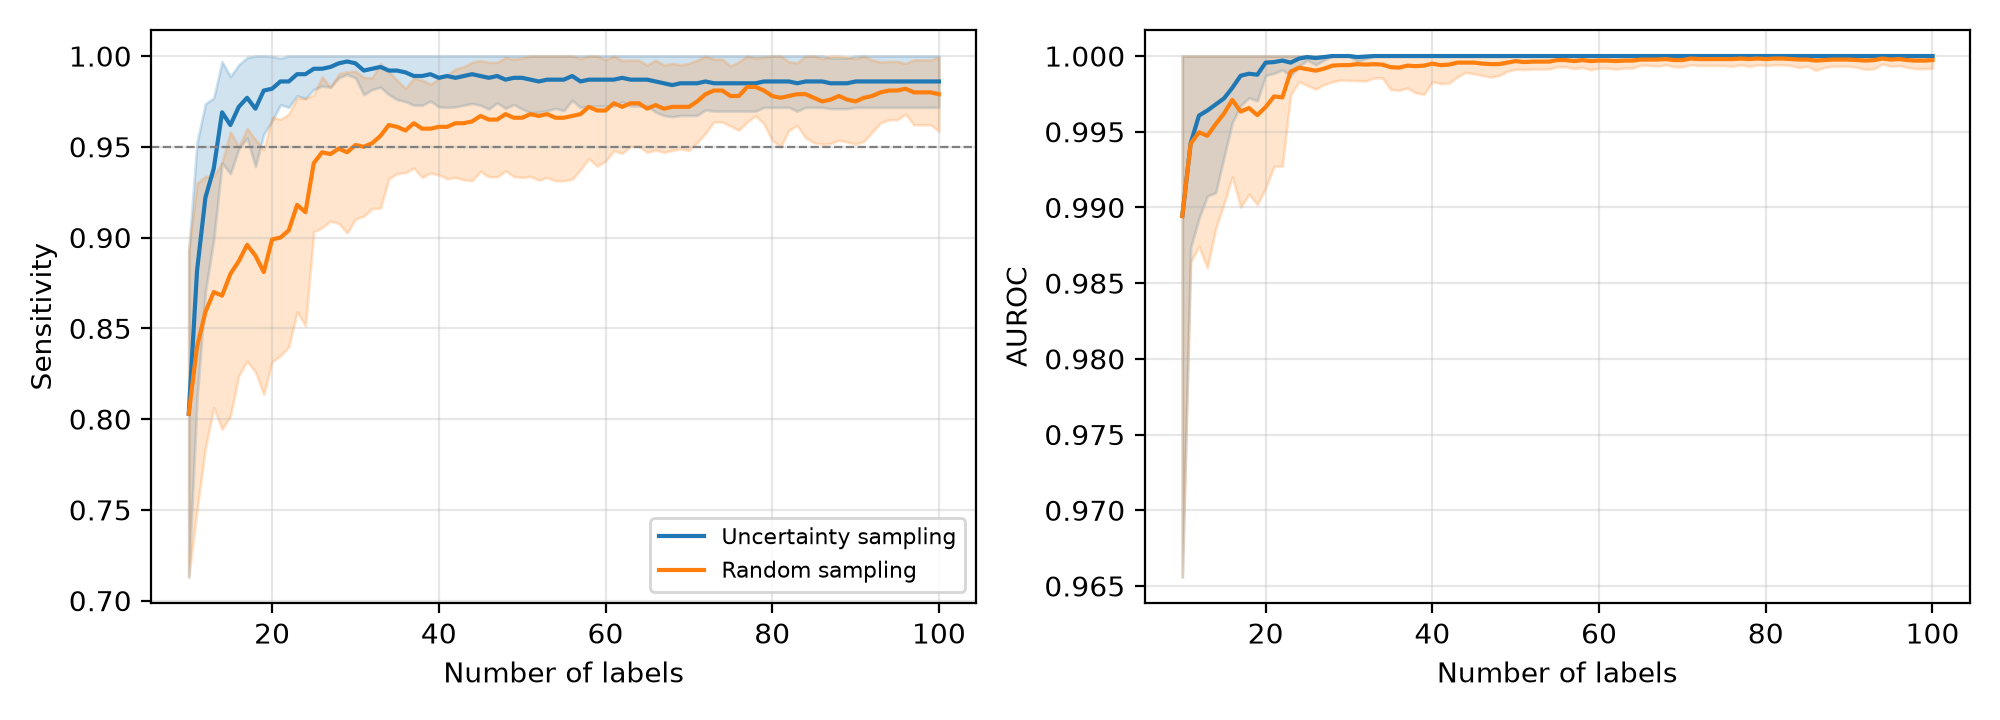 1.00
0.95
0.90
0.85
0.80
0.75
0.70
Sensitivity
20 40 60 80 100
Number of labels
Uncertainty sampling
Random sampling
1.000
0.995
0.990
0.985
0.980
0.975
0.970
0.965
AUROC
20 40 60 80 100
Number of labels